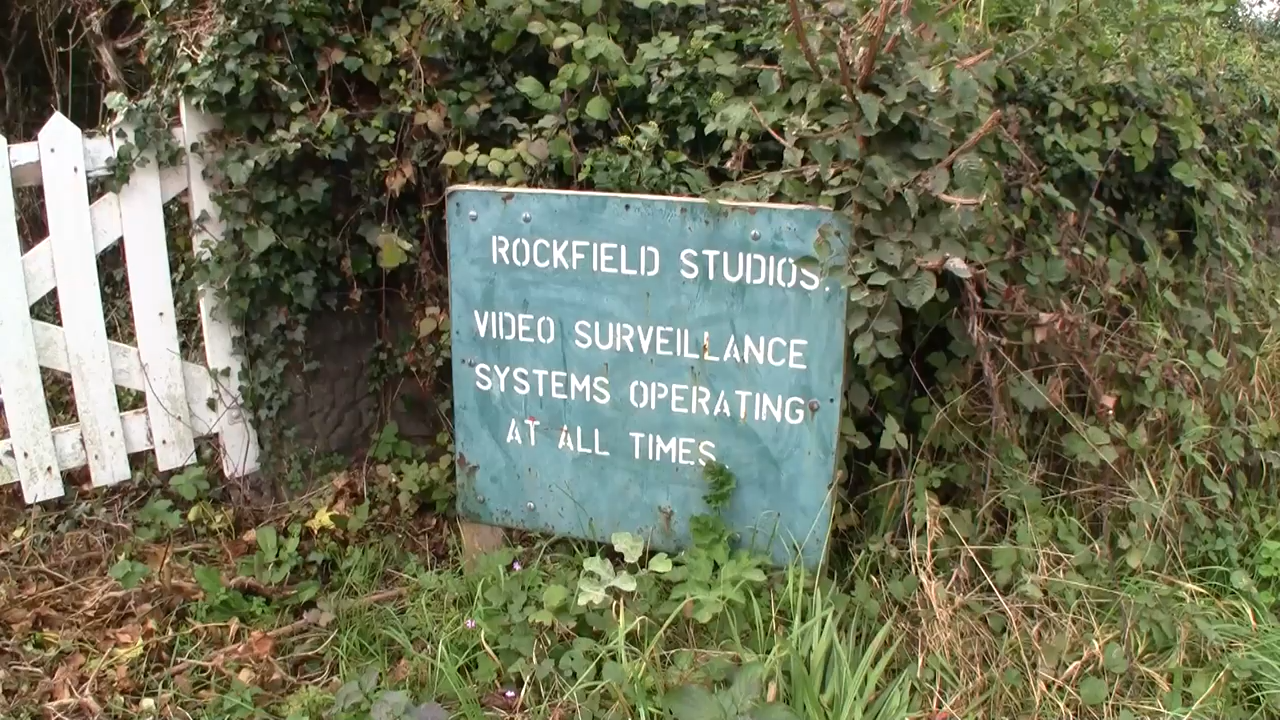 ROCKFIELD STUDIOS.
VIDEO SURVEILLANCE
SYSTEMS OPERATING
AT ALL TIMES.